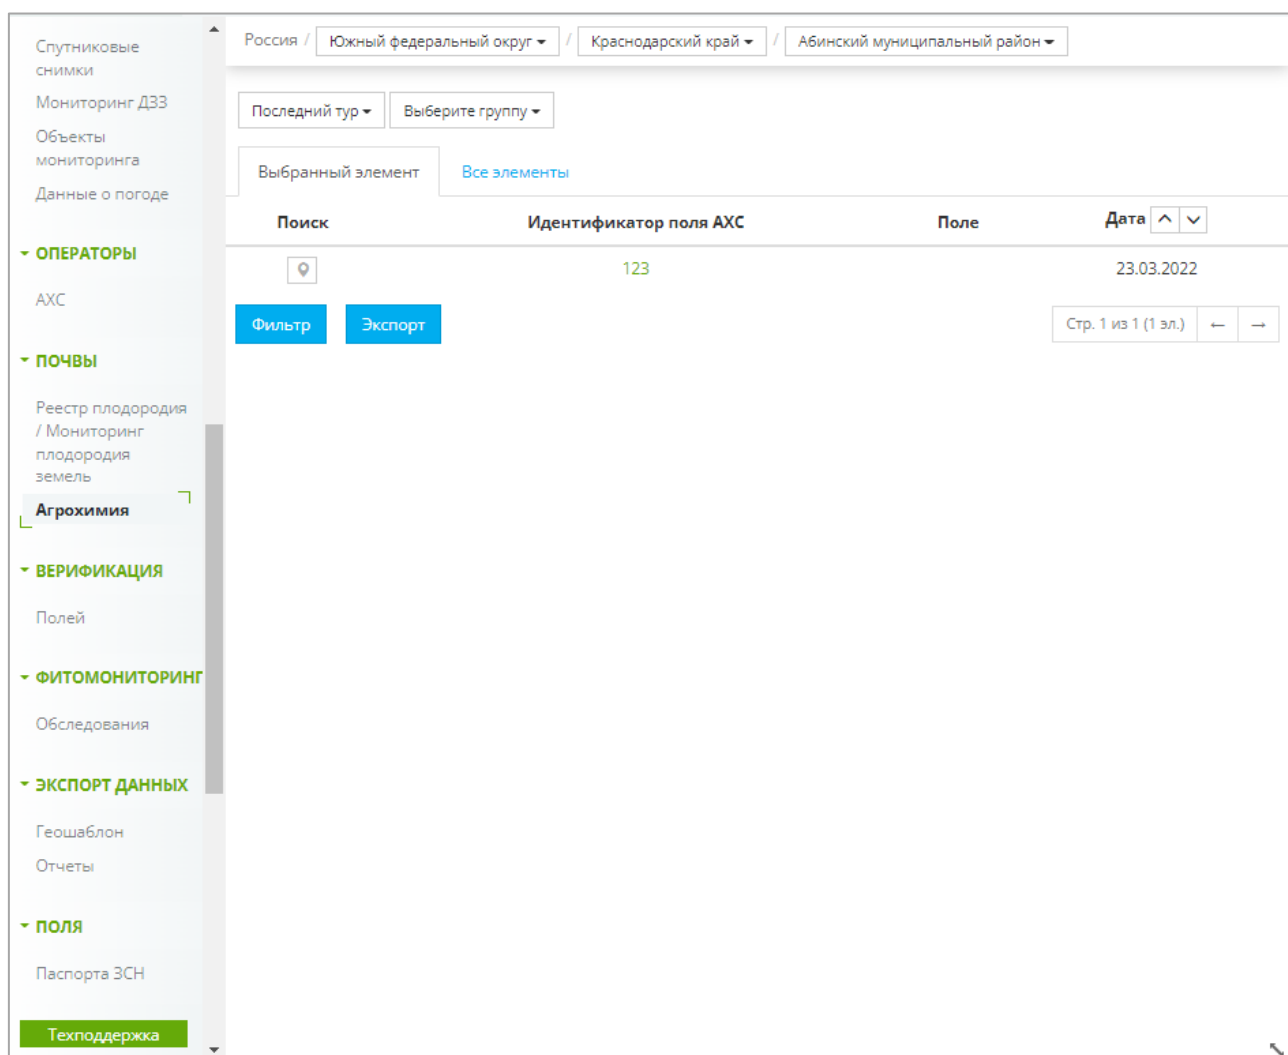 Спутниковые
снимки
Мониторинг ДЗЗ
Объекты
мониторинга
Данные о погоде
ОПЕРАТОРЫ
АХС
ПОЧВЫ
Реестр плодородия
/ Мониторинг
плодородия
земель
Агрохимия
ВЕРИФИКАЦИЯ
Полей
ФИТОМОНИТОРИНГ
Обследования
ЭКСПОРТ ДАННЫХ
Геошаблон
Отчеты
ПОЛЯ
Паспорта ЗСН
Техподдержка
Россия / Южный федеральный округ / Краснодарский край / Абинский муниципальный район
Последний тур Выберите группу
Выбранный элемент Все элементы
Поиск Идентификатор поля АХС Поле Дата
123 23.03.2022
Фильтр Экспорт Стр. 1 из 1 (1 эл.) ← →